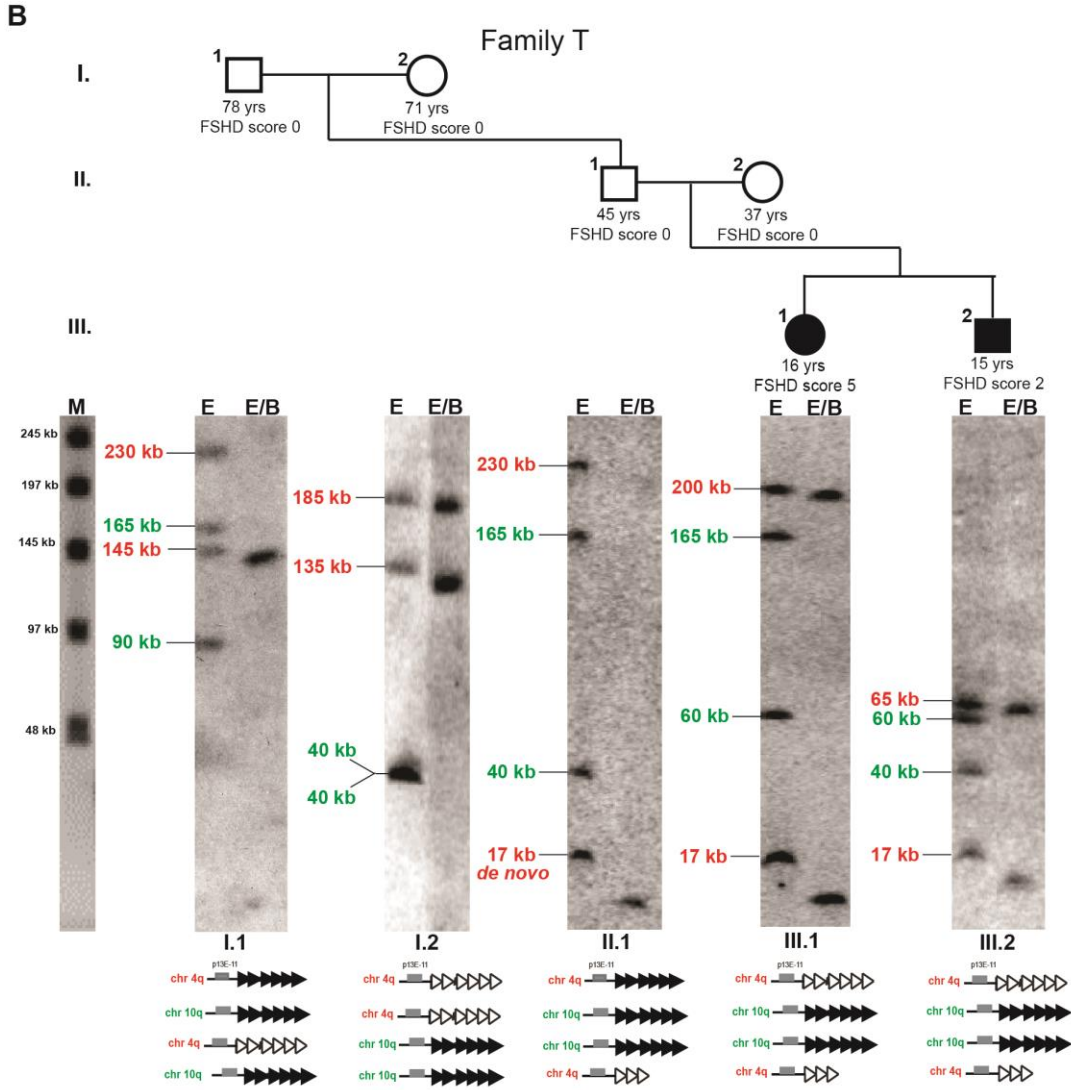 B
Family T
I.
1
2
78 yrs
FSHD score 0
71 yrs
FSHD score 0
II.
1
2
45 yrs
FSHD score 0
37 yrs
FSHD score 0
III.
1
2
16 yrs
FSHD score 5
15 yrs
FSHD score 2
M
E E/B
E E/B
E E/B
E E/B
E E/B
245 kb
197 kb
145 kb
97 kb
48 kb
230 kb
165 kb
145 kb
90 kb
185 kb
135 kb
40 kb
40 kb
230 kb
165 kb
40 kb
17 kb
de novo
200 kb
165 kb
60 kb
17 kb
65 kb
60 kb
40 kb
17 kb
I.1
p13E-11
chr 4q
chr 10q
chr 4q
chr 10q
I.2
p13E-11
chr 4q
chr 4q
chr 10q
chr 10q
II.1
p13E-11
chr 4q
chr 10q
chr 10q
chr 4q
III.1
p13E-11
chr 4q
chr 10q
chr 10q
chr 4q
III.2
p13E-11
chr 4q
chr 10q
chr 10q
chr 4q